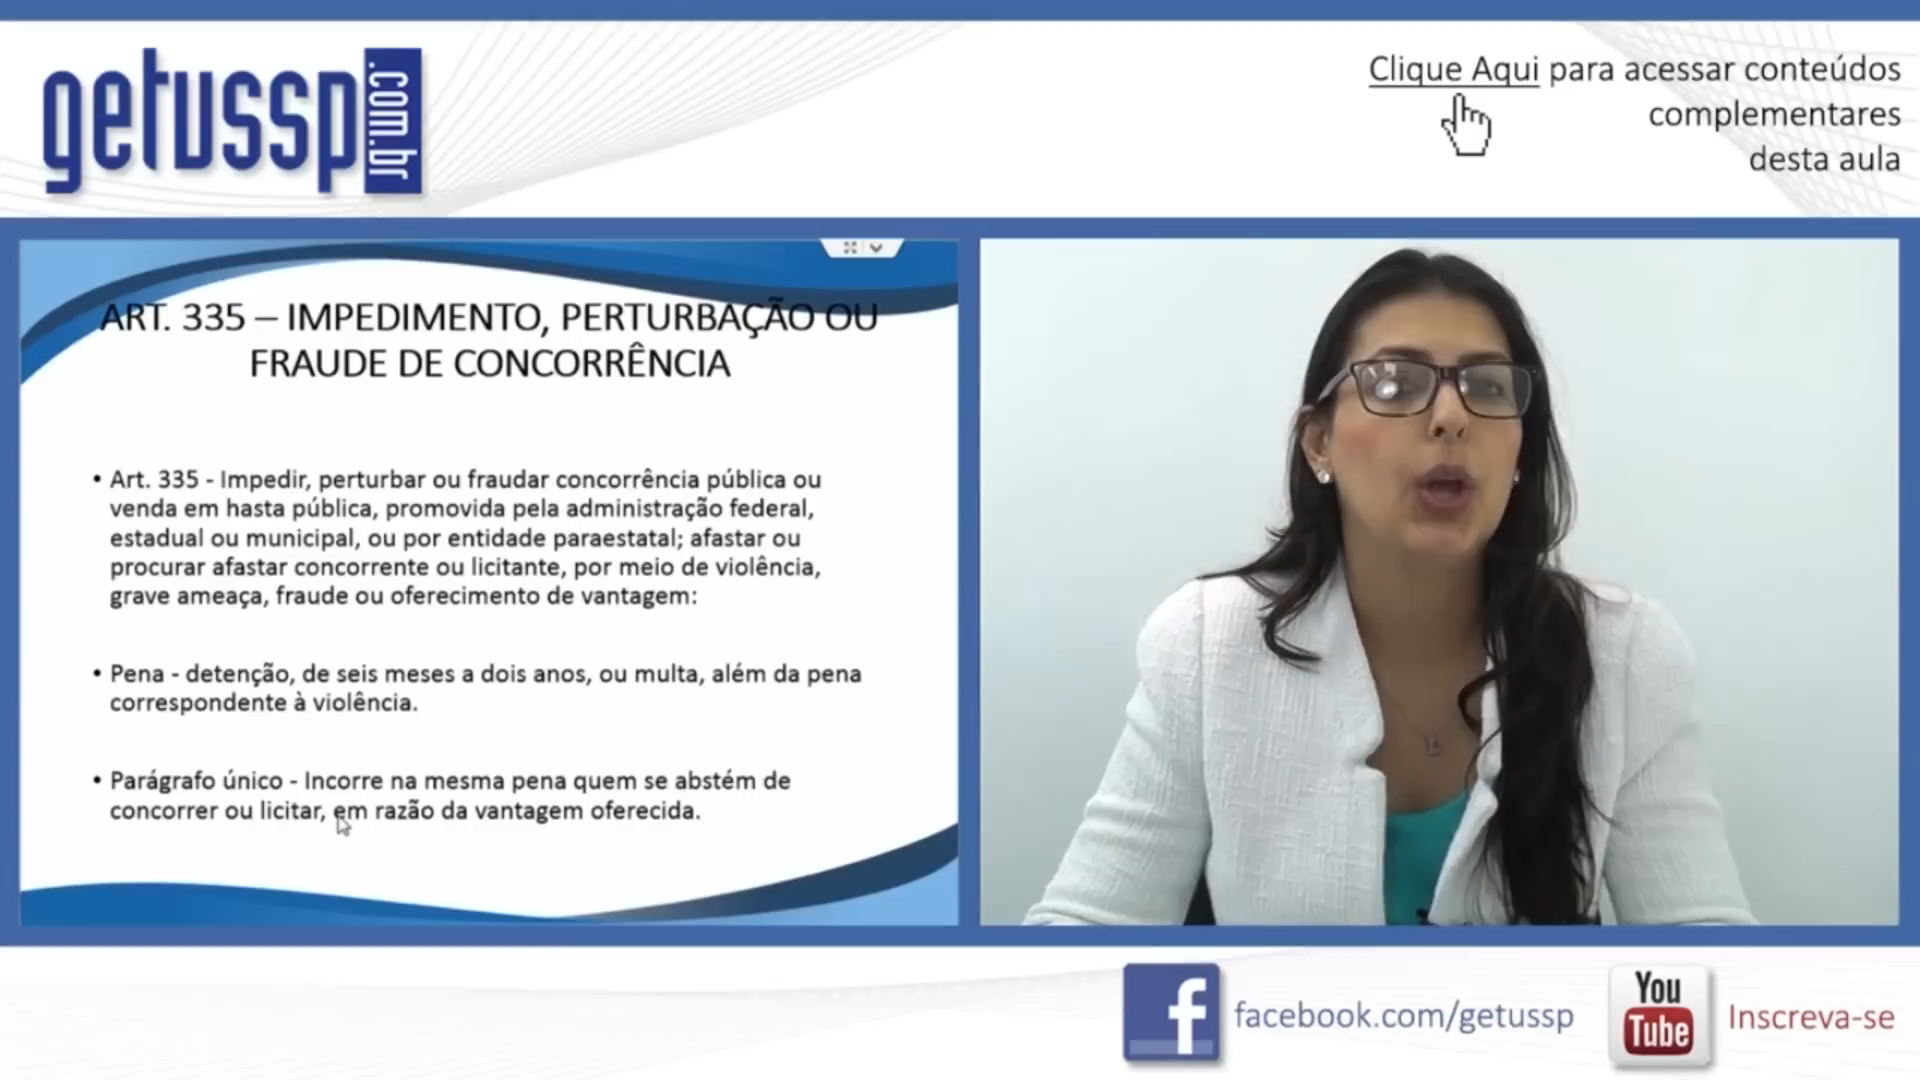 getussp.com.br
Clique Aqui para acessar conteúdos
complementares
desta aula
ART. 335 – IMPEDIMENTO, PERTURBAÇÃO OU
FRAUDE DE CONCORRÊNCIA
• Art. 335 - Impedir, perturbar ou fraudar concorrência pública ou
venda em hasta pública, promovida pela administração federal,
estadual ou municipal, ou por entidade paraestatal; afastar ou
procurar afastar concorrente ou licitante, por meio de violência,
grave ameaça, fraude ou oferecimento de vantagem:
• Pena - detenção, de seis meses a dois anos, ou multa, além da pena
correspondente à violência.
• Parágrafo único - Incorre na mesma pena quem se abstém de
concorrer ou licitar, em razão da vantagem oferecida.
f facebook.com/getussp
You
Tube
Inscreva-se